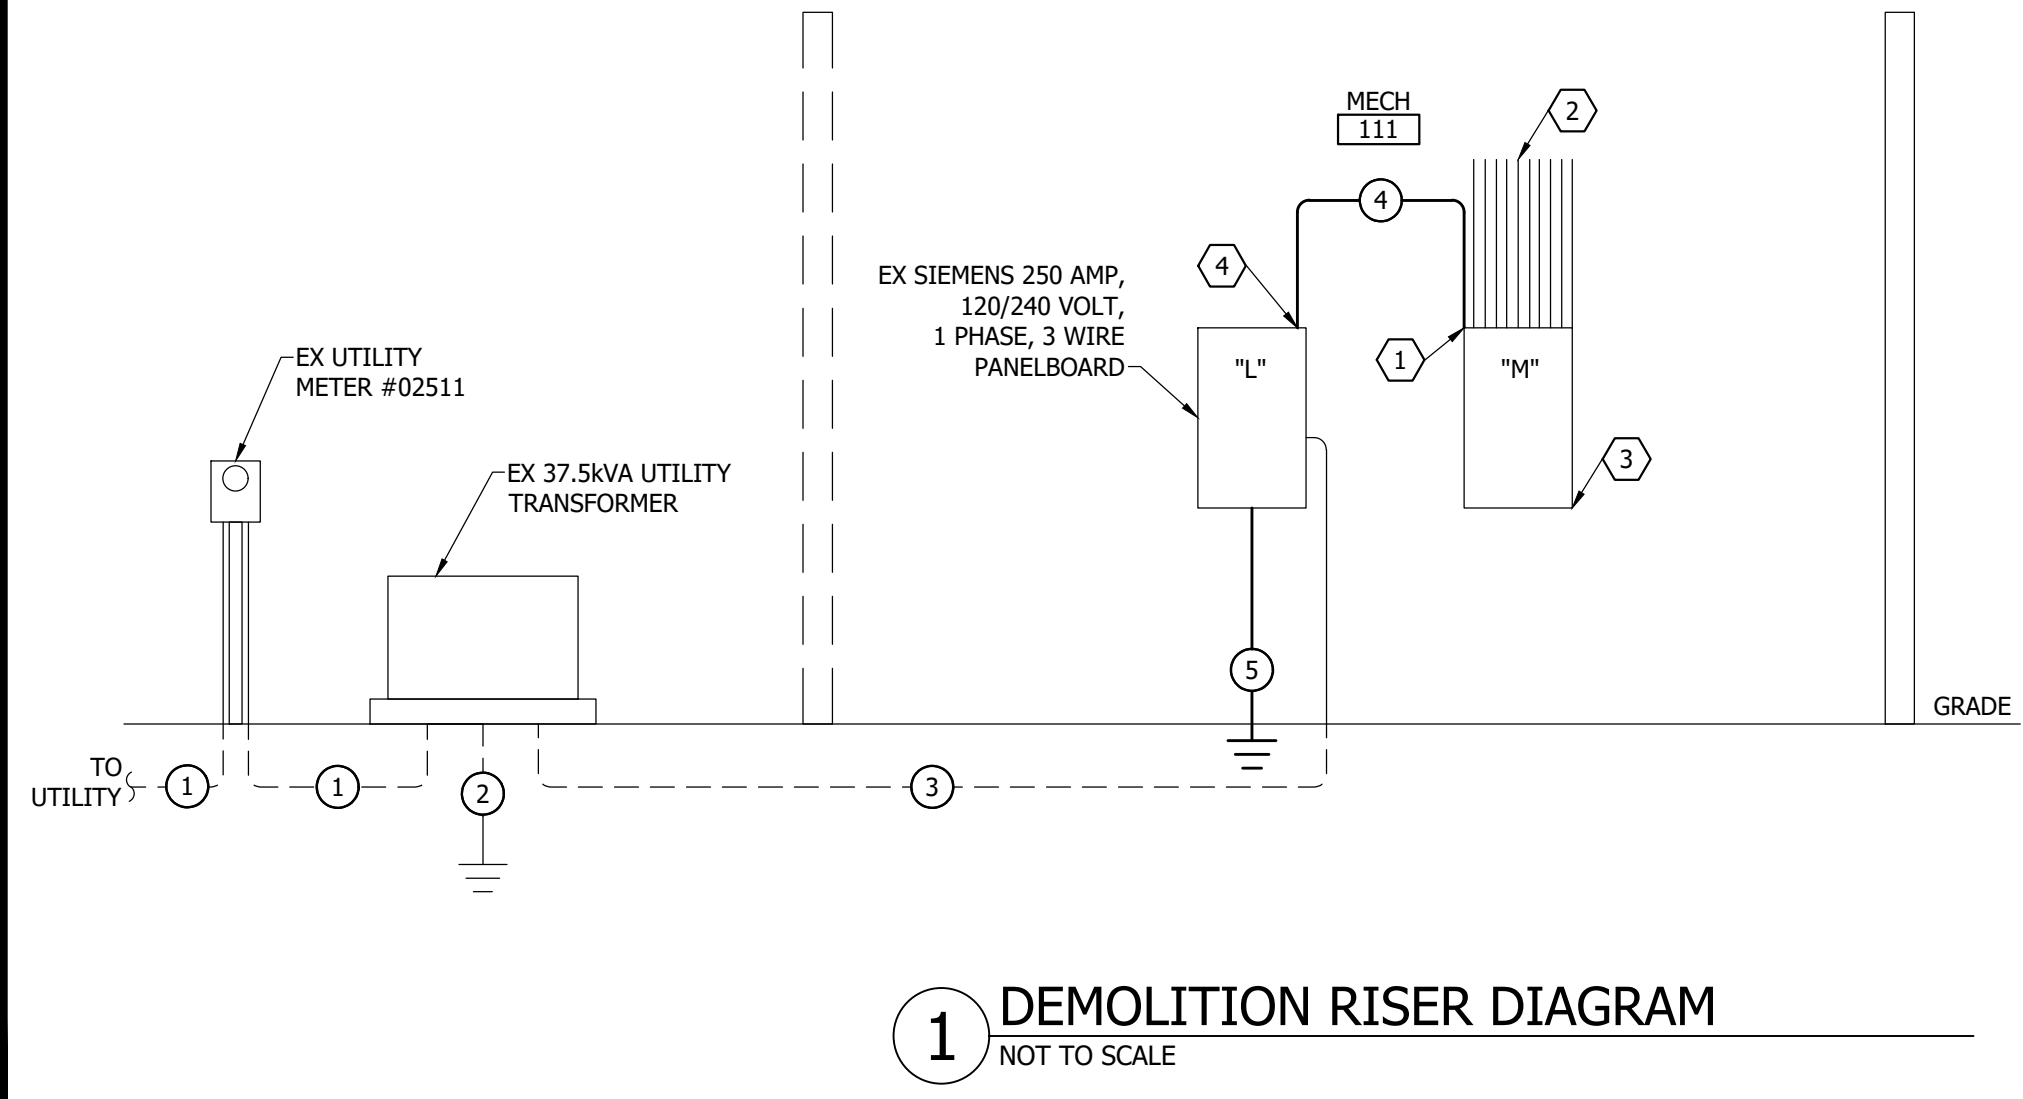 MECH
111
2
4
4
EX SIEMENS 250 AMP,
120/240 VOLT,
1 PHASE, 3 WIRE
PANELBOARD
"L"
1
"M"
3
EX UTILITY
METER #02511
EX 37.5kVA UTILITY
TRANSFORMER
5
GRADE
TO
UTILITY
1
1
2
3
1
DEMOLITION RISER DIAGRAM
NOT TO SCALE